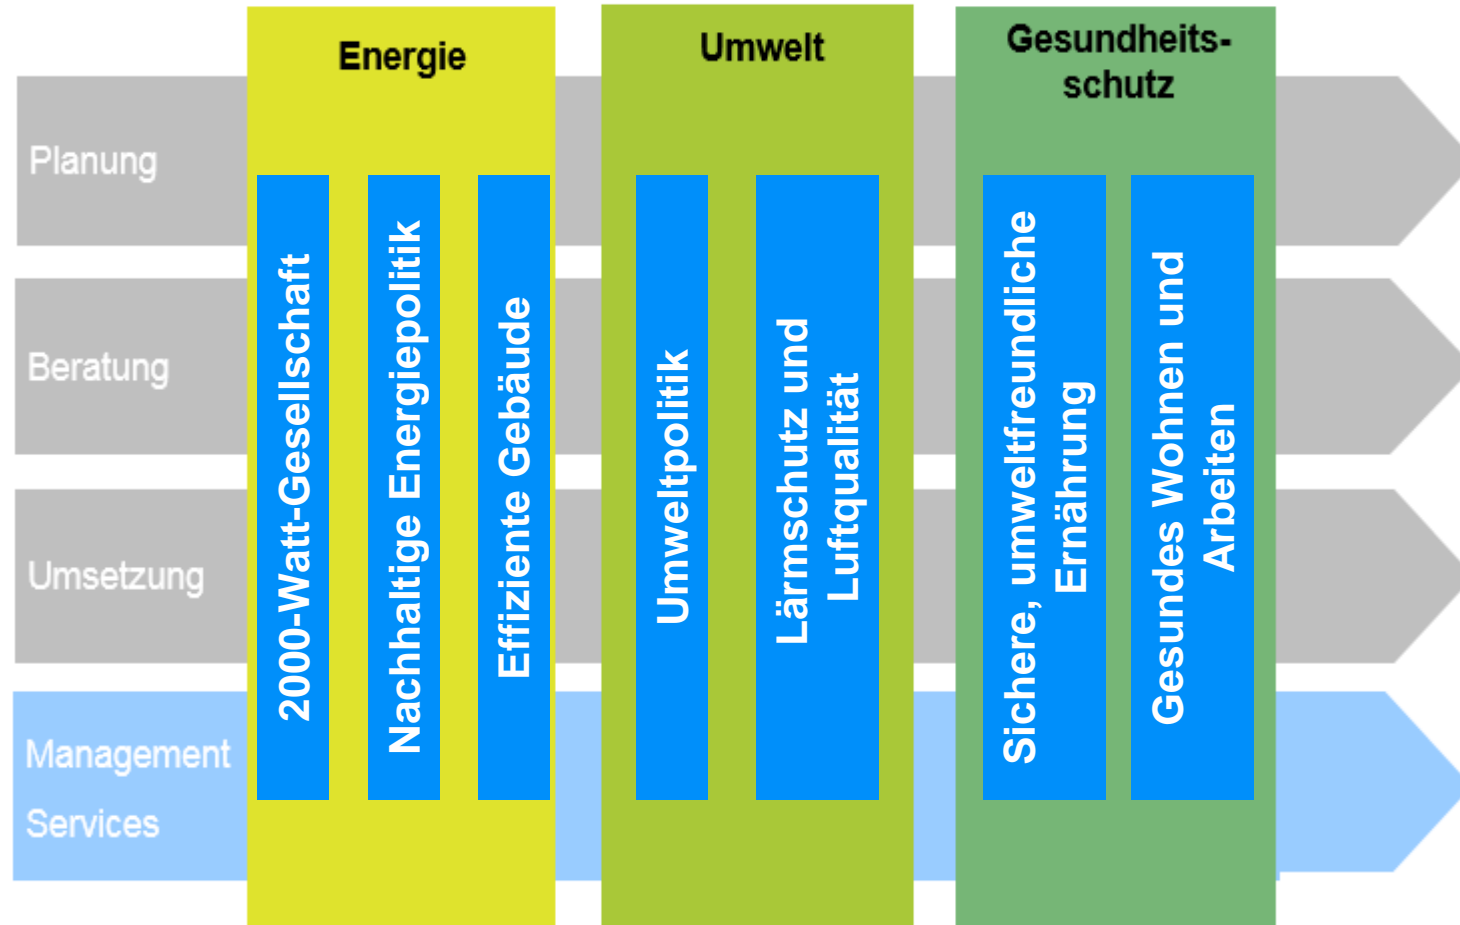 Energie
Umwelt
Gesundheits-
schutz
Planung
Beratung
Umsetzung
Management
Services
2000-Watt-Gesellschaft
Nachhaltige Energiepolitik
Effiziente Gebäude
Umweltpolitik
Lärmschutz und
Luftqualität
Sichere, umweltfreundliche
Ernährung
Gesundes Wohnen und
Arbeiten